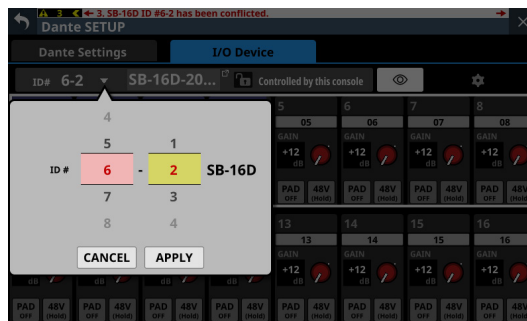 3 ← 3. SB-16D ID #6-2 has been conflicted. →
Dante SETUP
Dante Settings I/O Device
ID# 6-2 SB-16D-20... Controlled by this console
4
5 1
ID # 6 - 2 SB-16D
7 3
8 4
CANCEL APPLY
5 6 7 8
05 06 07 08
GAIN GAIN GAIN GAIN
+12 +12 +12 +12
dB dB dB dB
PAD 48V PAD 48V PAD 48V PAD 48V
OFF (Hold) OFF (Hold) OFF (Hold) OFF (Hold)
13 14 15 16
13 14 15 16
GAIN GAIN GAIN GAIN
+12 +12 +12 +12
dB dB dB dB dB dB dB dB
PAD 48V PAD 48V PAD 48V PAD 48V PAD 48V PAD 48V PAD 48V PAD 48V
OFF (Hold) OFF (Hold) OFF (Hold) OFF (Hold) OFF (Hold) OFF (Hold) OFF (Hold) OFF (Hold)